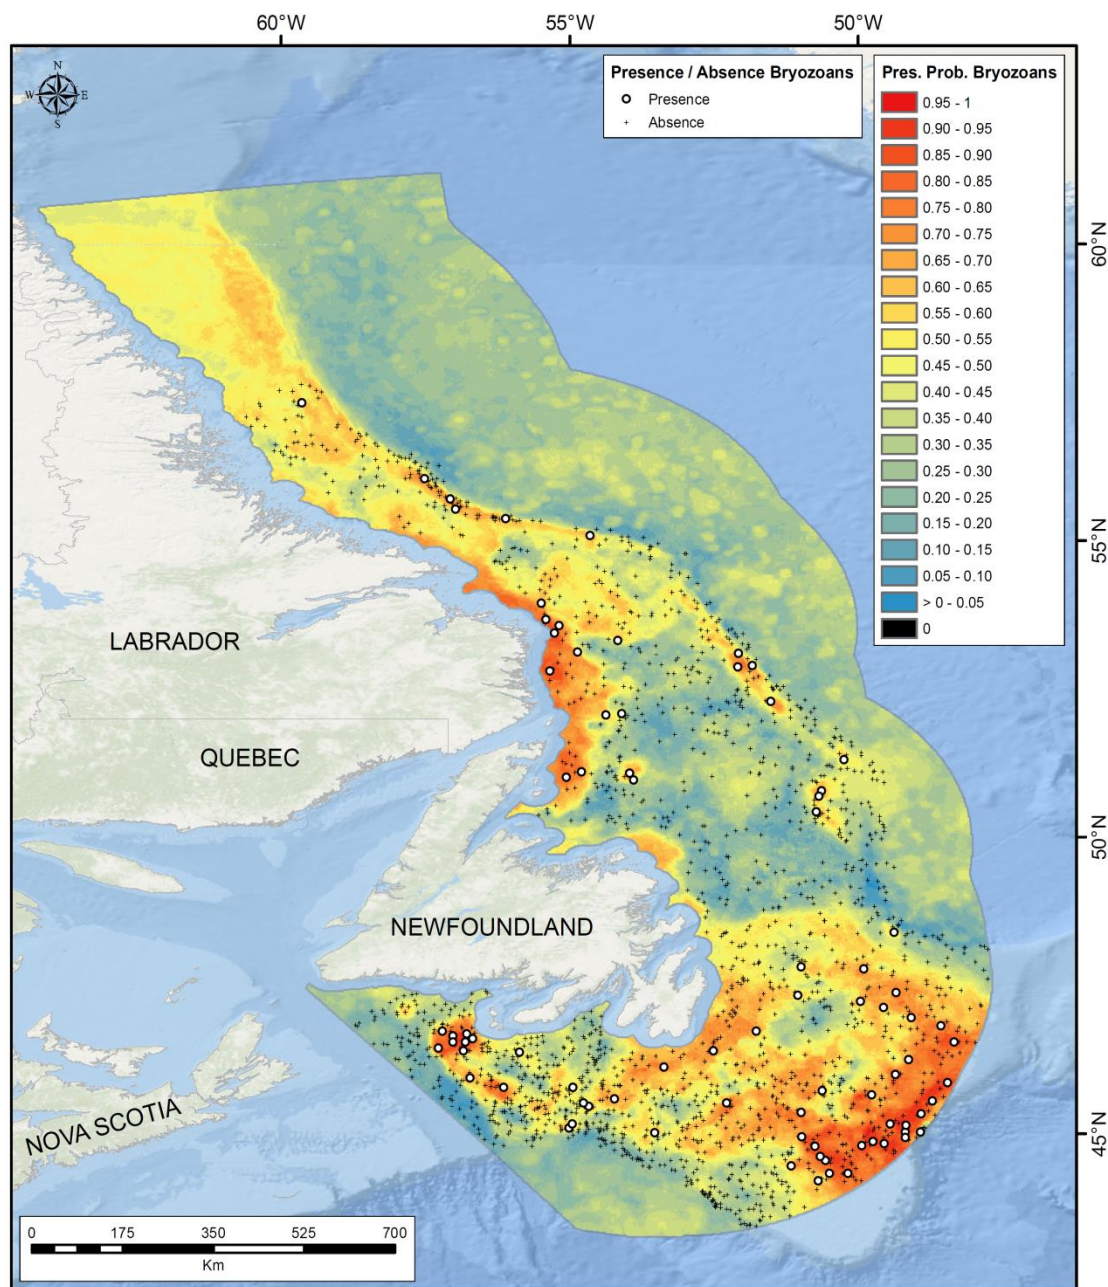 60°W
55°W
50°W
N
W
E
S
Presence / Absence Bryozoans
Presence
Absence
Pres. Prob. Bryozoans
0.95 - 1
0.90 - 0.95
0.85 - 0.90
0.80 - 0.85
0.75 - 0.80
0.70 - 0.75
0.65 - 0.70
0.60 - 0.65
0.55 - 0.60
0.50 - 0.55
0.45 - 0.50
0.40 - 0.45
0.35 - 0.40
0.30 - 0.35
0.25 - 0.30
0.20 - 0.25
0.15 - 0.20
0.10 - 0.15
0.05 - 0.10
> 0 - 0.05
0
60°N
55°N
LABRADOR
QUEBEC
50°N
NEWFOUNDLAND
NOVA SCOTIA
45°N
0 175 350 525 700
Km